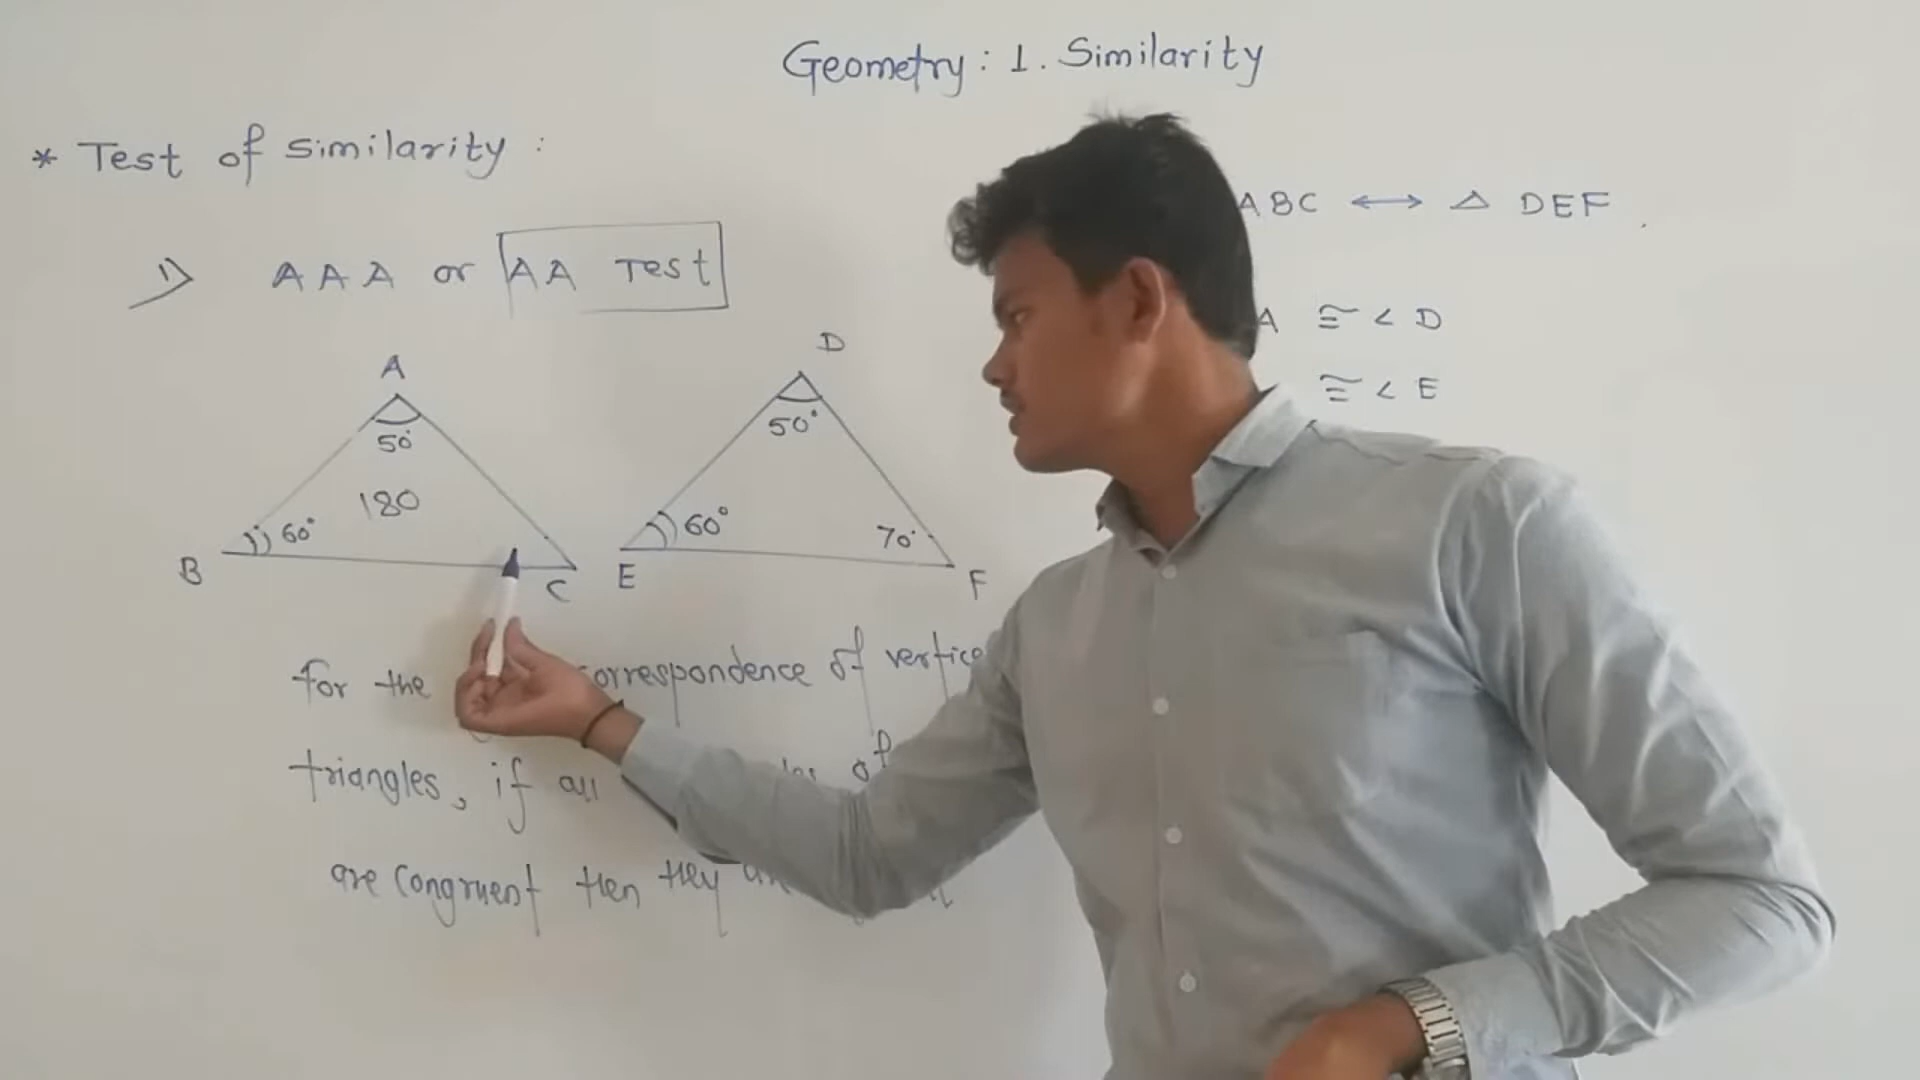 Geometry : 1. Similarity
* Test of similarity :
1) AAA or AA Test
ABC ↔ △ DEF
A ≅ < D
≅ < E
A
50°
180
60°
B
C
D
50°
60°
70°
E
F
for the correspondence of
triangles, if all of
are congruent then they